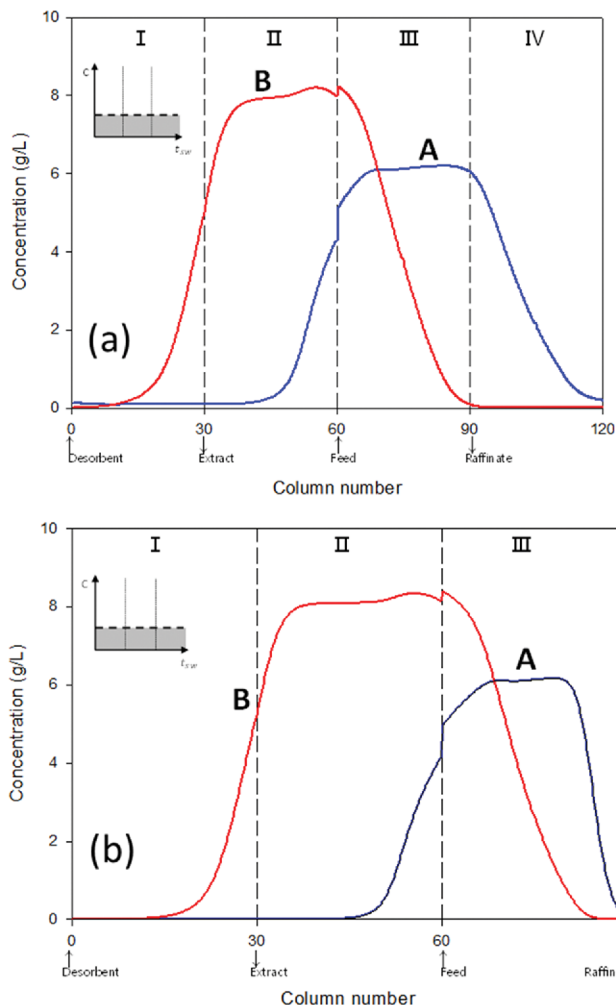 (a)
I II III IV
10
8
6
4
2
0
Concentration (g/L)
B
A
C
t sw
0 30 60 90 120
Desorbent Extract Feed Raffinate
Column number
(b)
I II III
10
8
6
4
2
0
Concentration (g/L)
B
A
C
t sw
0 30 60
Desorbent Extract Feed Raffin
Column number